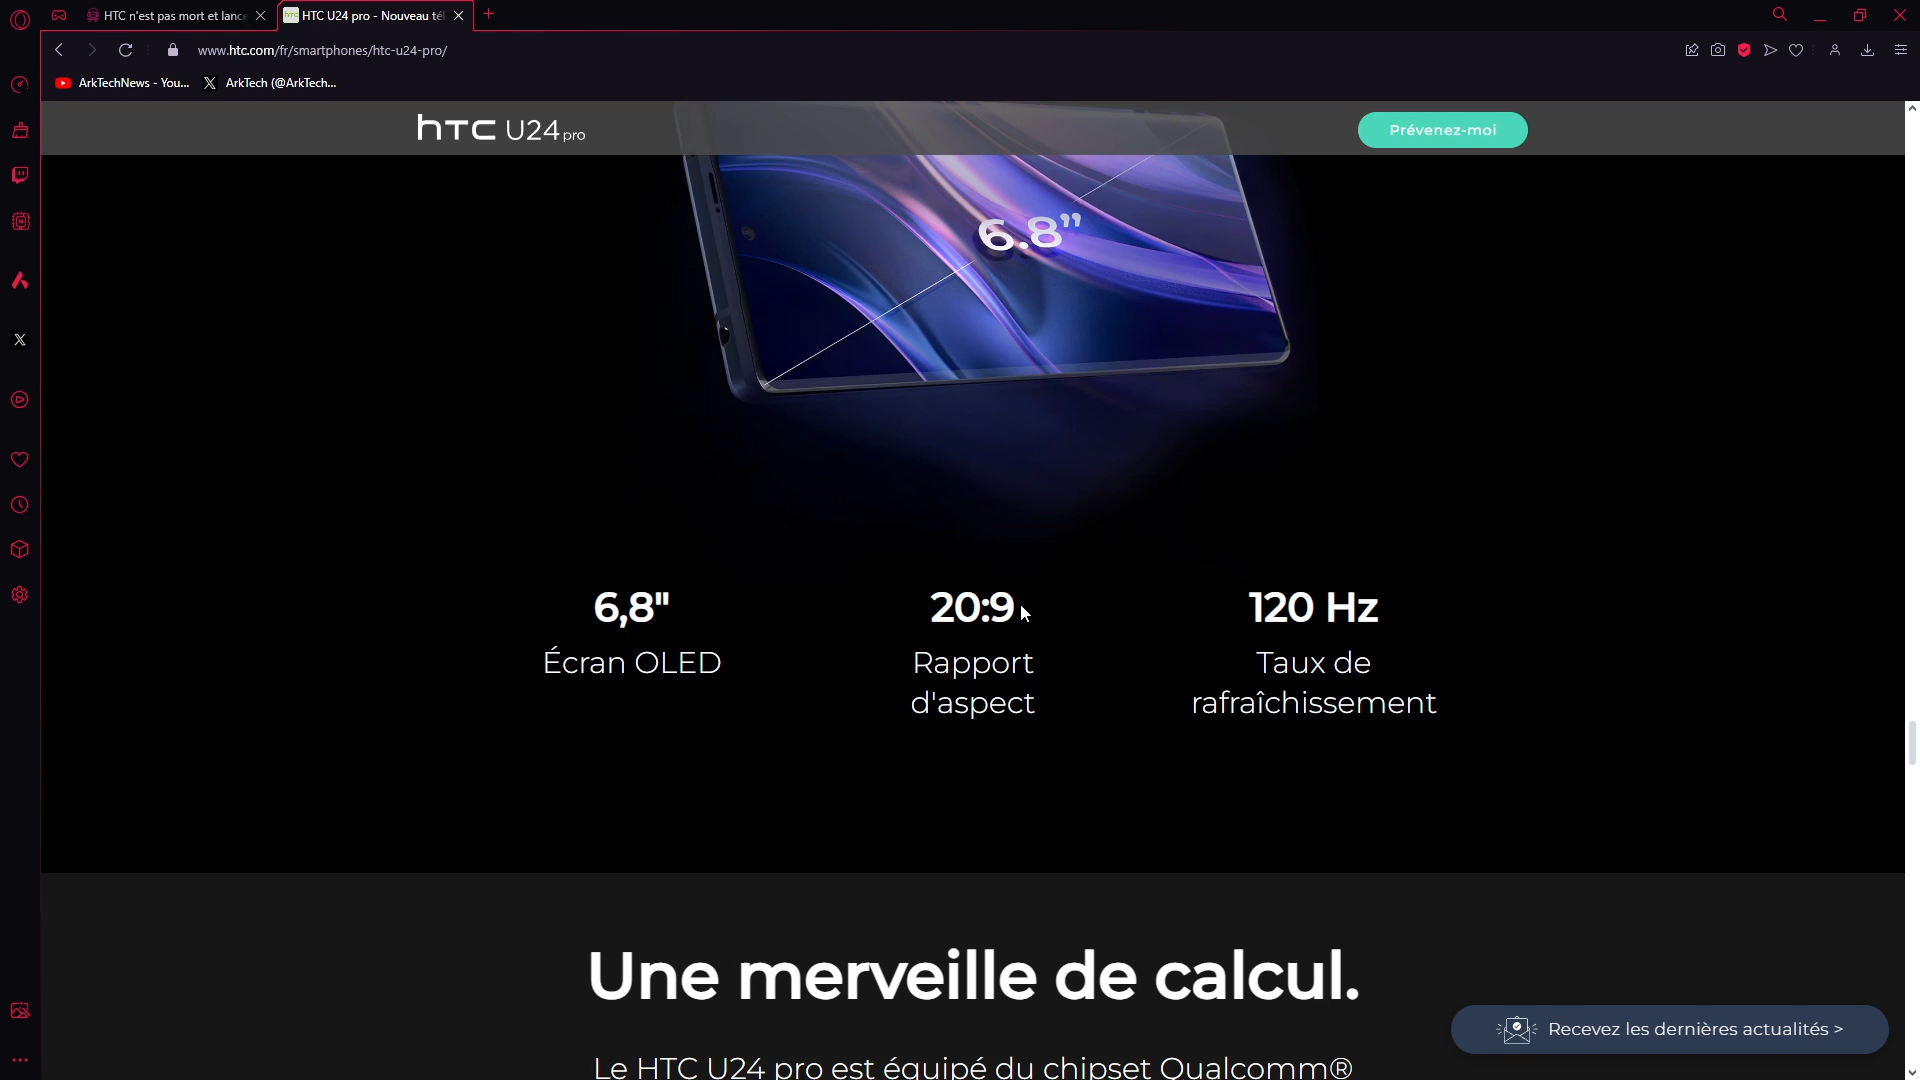 HTC n'est pas mort et lance
HTC U24 pro - Nouveau tél
www.htc.com/fr/smartphones/htc-u24-pro/
ArkTechNews - You...
ArkTech (@ArkTech...
hTC U24 pro
Prévenez-moi
6.8”
6,8"
Écran OLED
20:9
Rapport
d'aspect
120 Hz
Taux de
rafraîchissement
Une merveille de calcul.
Le HTC U24 pro est équipé du chipset Qualcomm®
Recevez les dernières actualités >